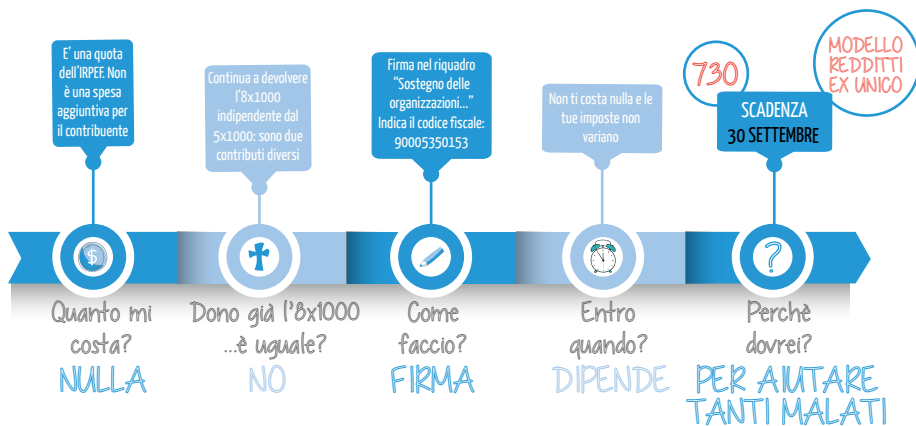 E' una quota
dell'IRPEF. Non
è una spesa
aggiuntiva per
il contribuente
Continua a devolvere
l'8x1000
indipendente dal
5x1000: sono due
contributi diversi
Firma nel riquadro
“Sostegno delle
organizzazioni...”
Indica il codice fiscale:
90005350153
Non ti costa nulla e le
tue imposte non
variano
730
MODELLO
REDDITTI
EX UNICO
SCADENZA
30 SETTEMBRE
$
?
Quanto mi
costa?
NULLA
Dono già l'8x1000
...è uguale?
NO
Come
faccio?
FIRMA
Entro
quando?
DIPENDE
Perchè
dovrei?
PER AIUTARE
TANTI MALATI